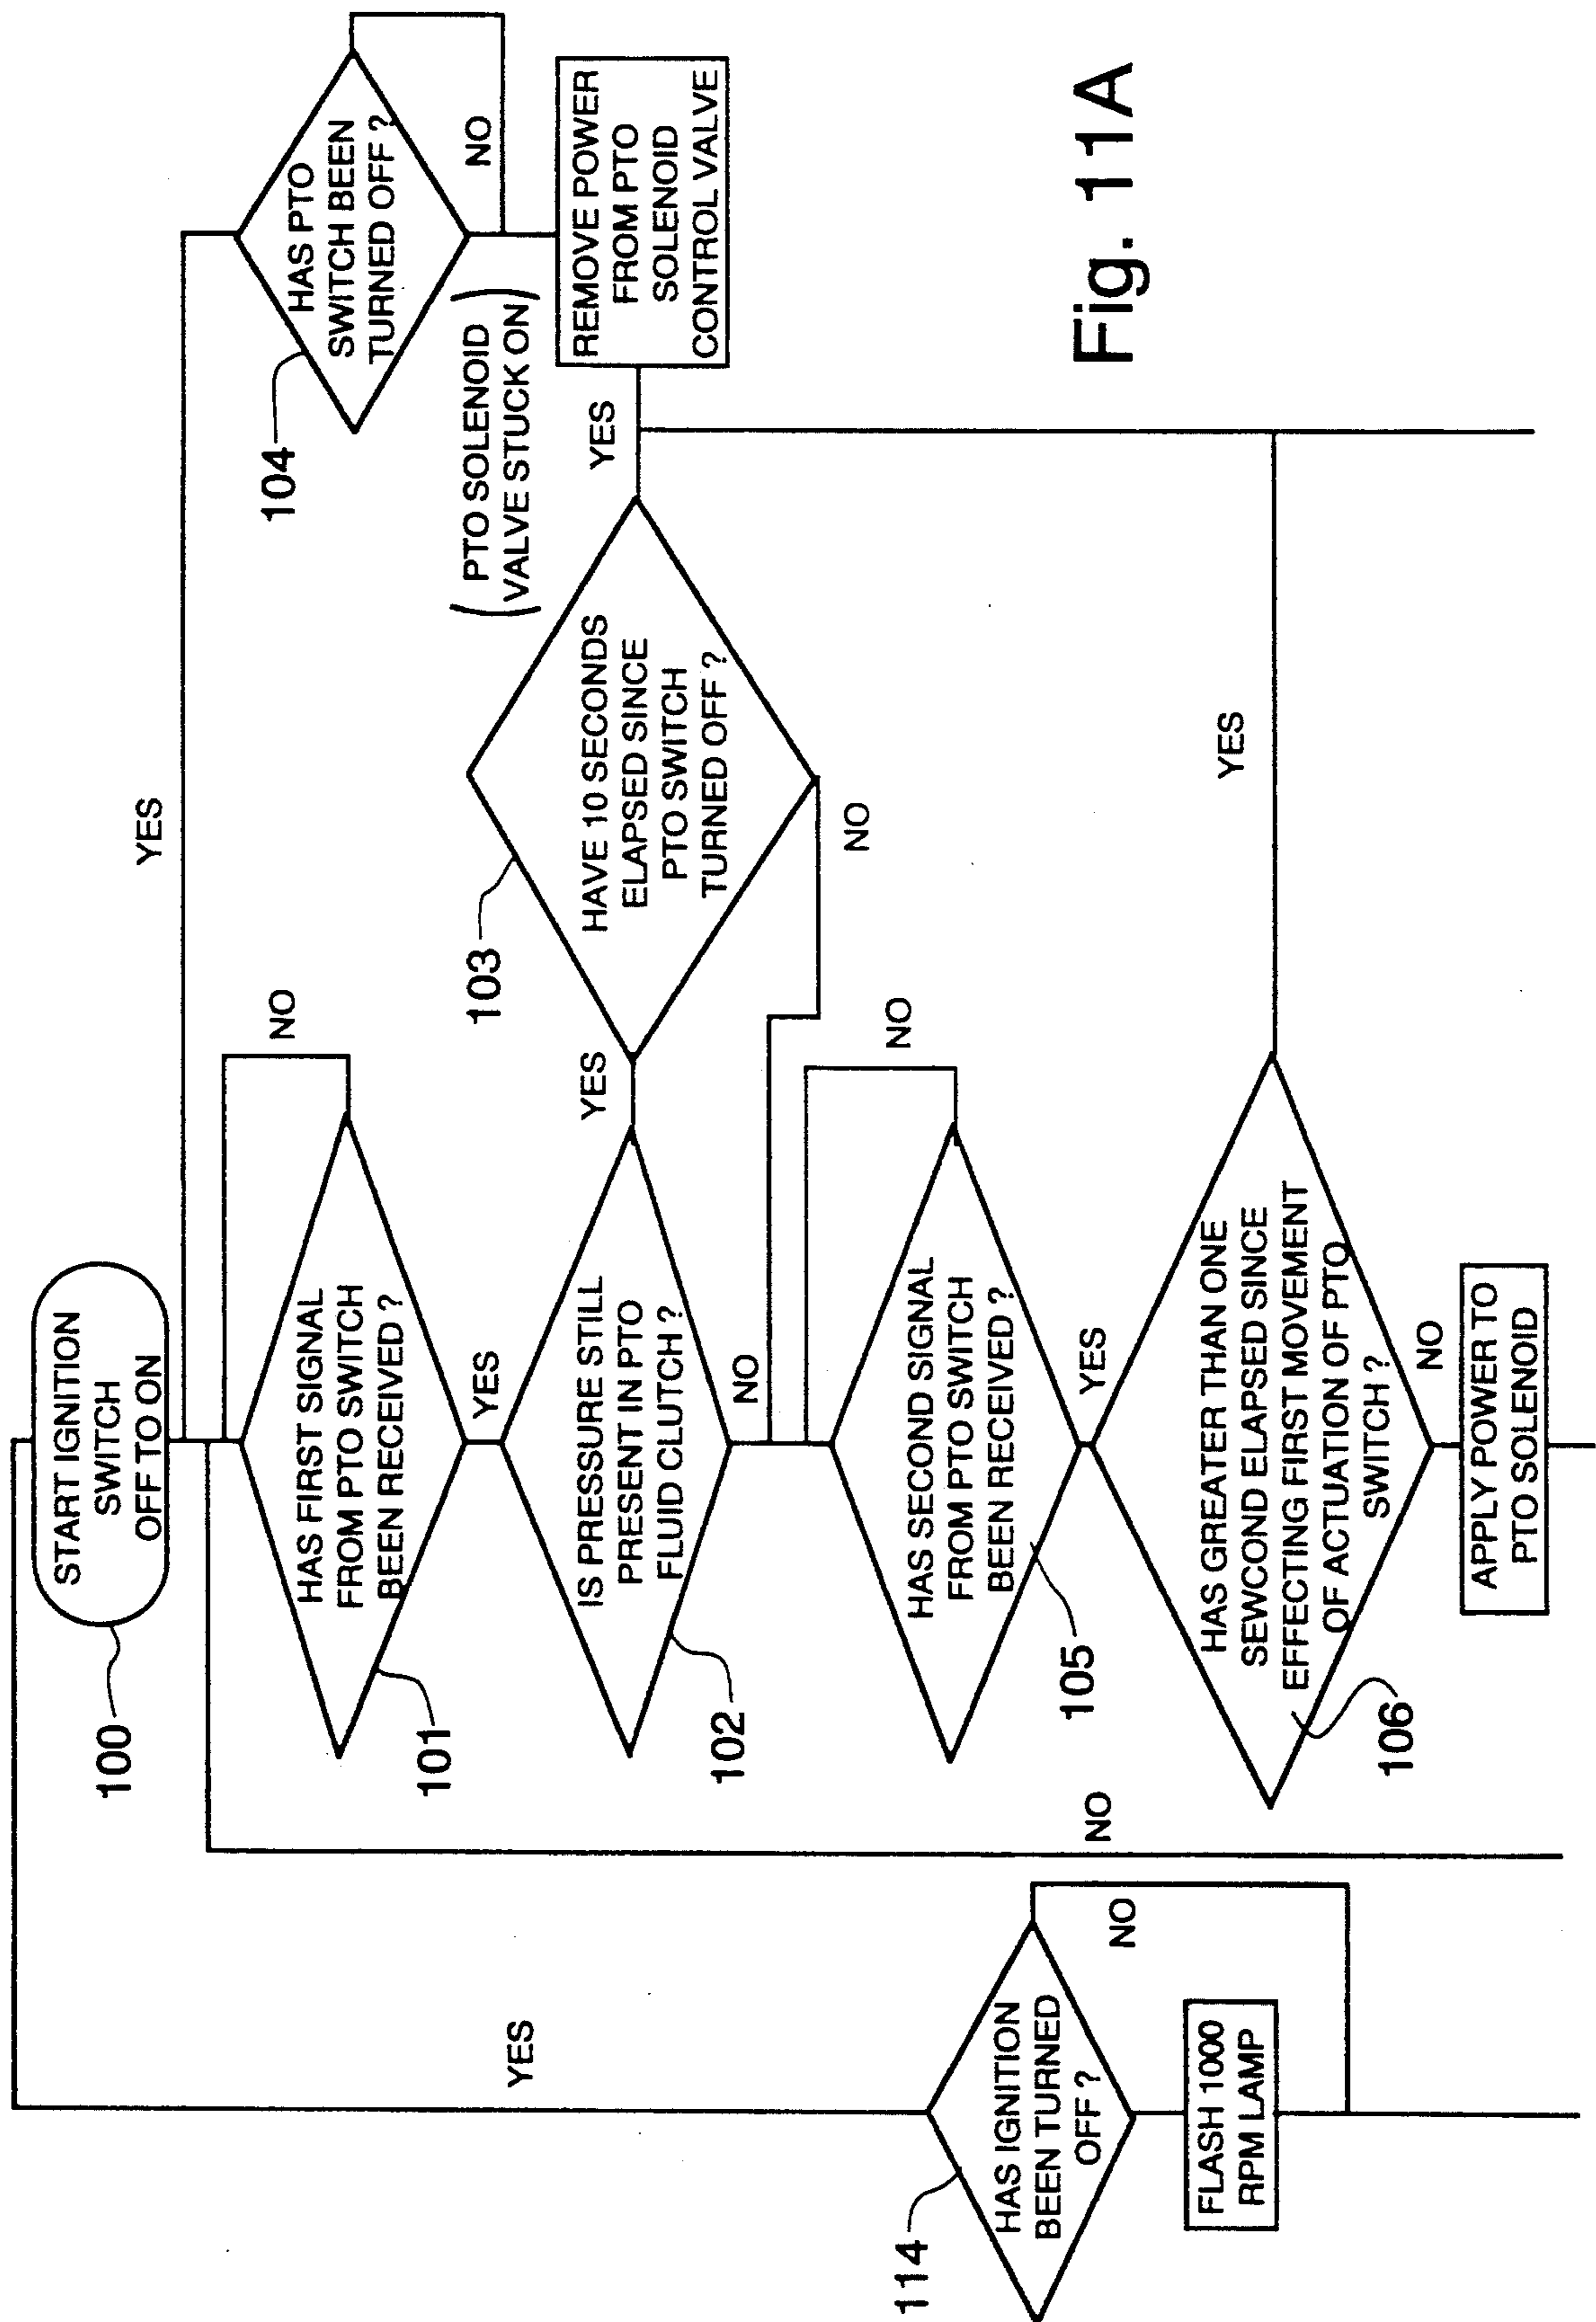 START IGNITION
SWITCH
OFF TO ON
100
YES
HAS FIRST SIGNAL
FROM PTO SWITCH
BEEN RECEIVED ?
101
NO
YES
IS PRESSURE STILL
PRESENT IN PTO
FLUID CLUTCH ?
102
YES
NO
HAVE 10 SECONDS
ELAPSED SINCE
PTO SWITCH
TURNED OFF ?
103
YES
NO
(PTO SOLENOID
VALVE STUCK ON)
REMOVE POWER
FROM PTO
SOLENOID
CONTROL VALVE
HAS PTO
SWITCH BEEN
TURNED OFF ?
104
NO
HAS SECOND SIGNAL
FROM PTO SWITCH
BEEN RECEIVED ?
105
NO
YES
HAS GREATER THAN ONE
SEWCOND ELAPSED SINCE
EFFECTING FIRST MOVEMENT
OF ACTUATION OF PTO
SWITCH ?
106
YES
NO
APPLY POWER TO
PTO SOLENOID
NO
YES
HAS IGNITION
BEEN TURNED
OFF ?
114
NO
FLASH 1000
RPM LAMP
Fig. 11A